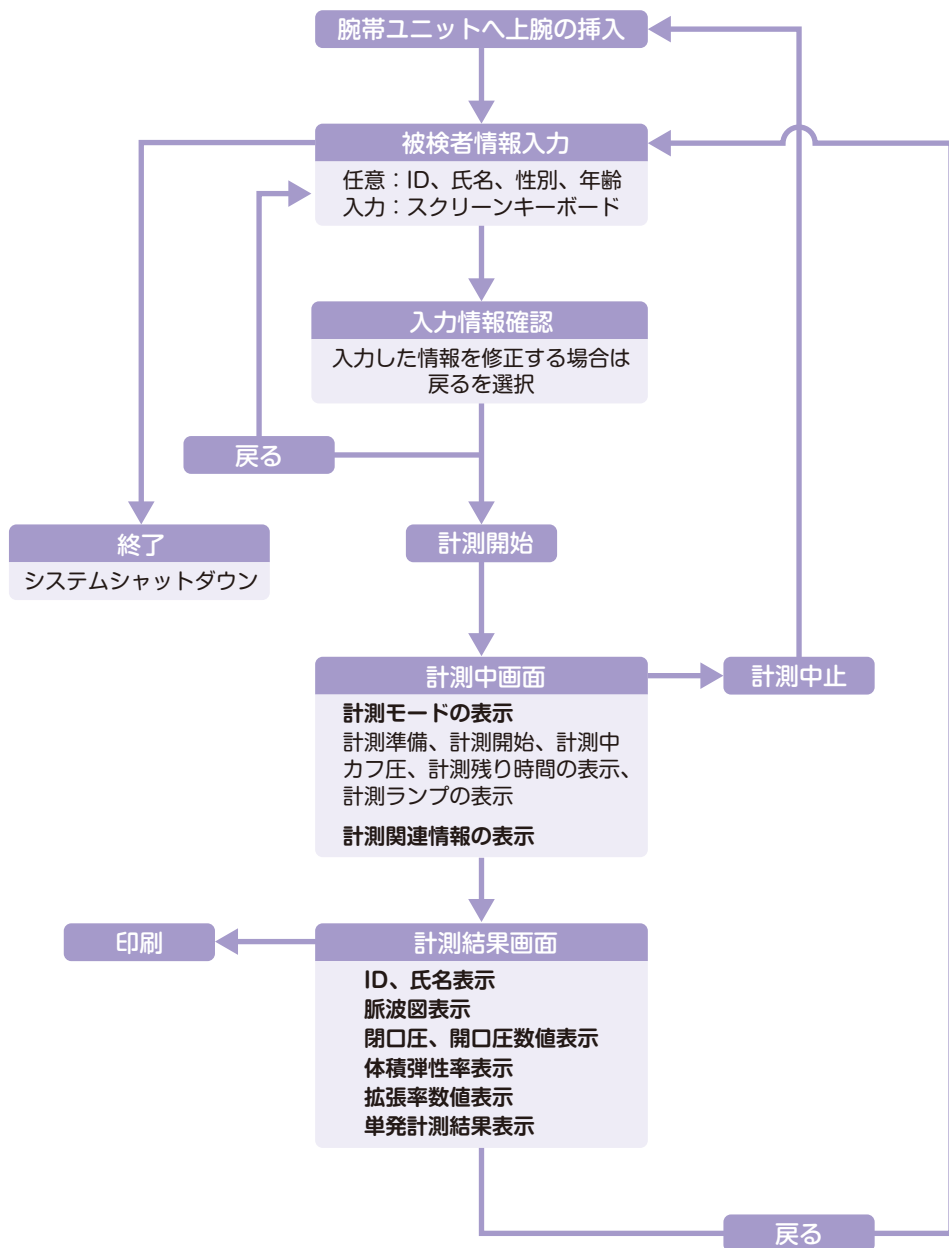 腕帯ユニットへ上腕の挿入
被検者情報入力
任意：ID、氏名、性別、年齢
入力：スクリーンキーボード
入力情報確認
入力した情報を修正する場合は
戻るを選択
戻る
計測開始
終了
システムシャットダウン
計測中画面
計測モードの表示
計測準備、計測開始、計測中
カフ圧、計測残り時間の表示、
計測ランプの表示
計測関連情報の表示
計測中止
印刷
計測結果画面
ID、氏名表示
脈波図表示
閉口圧、開口圧数値表示
体積弾性率表示
拡張率数値表示
単発計測結果表示
戻る